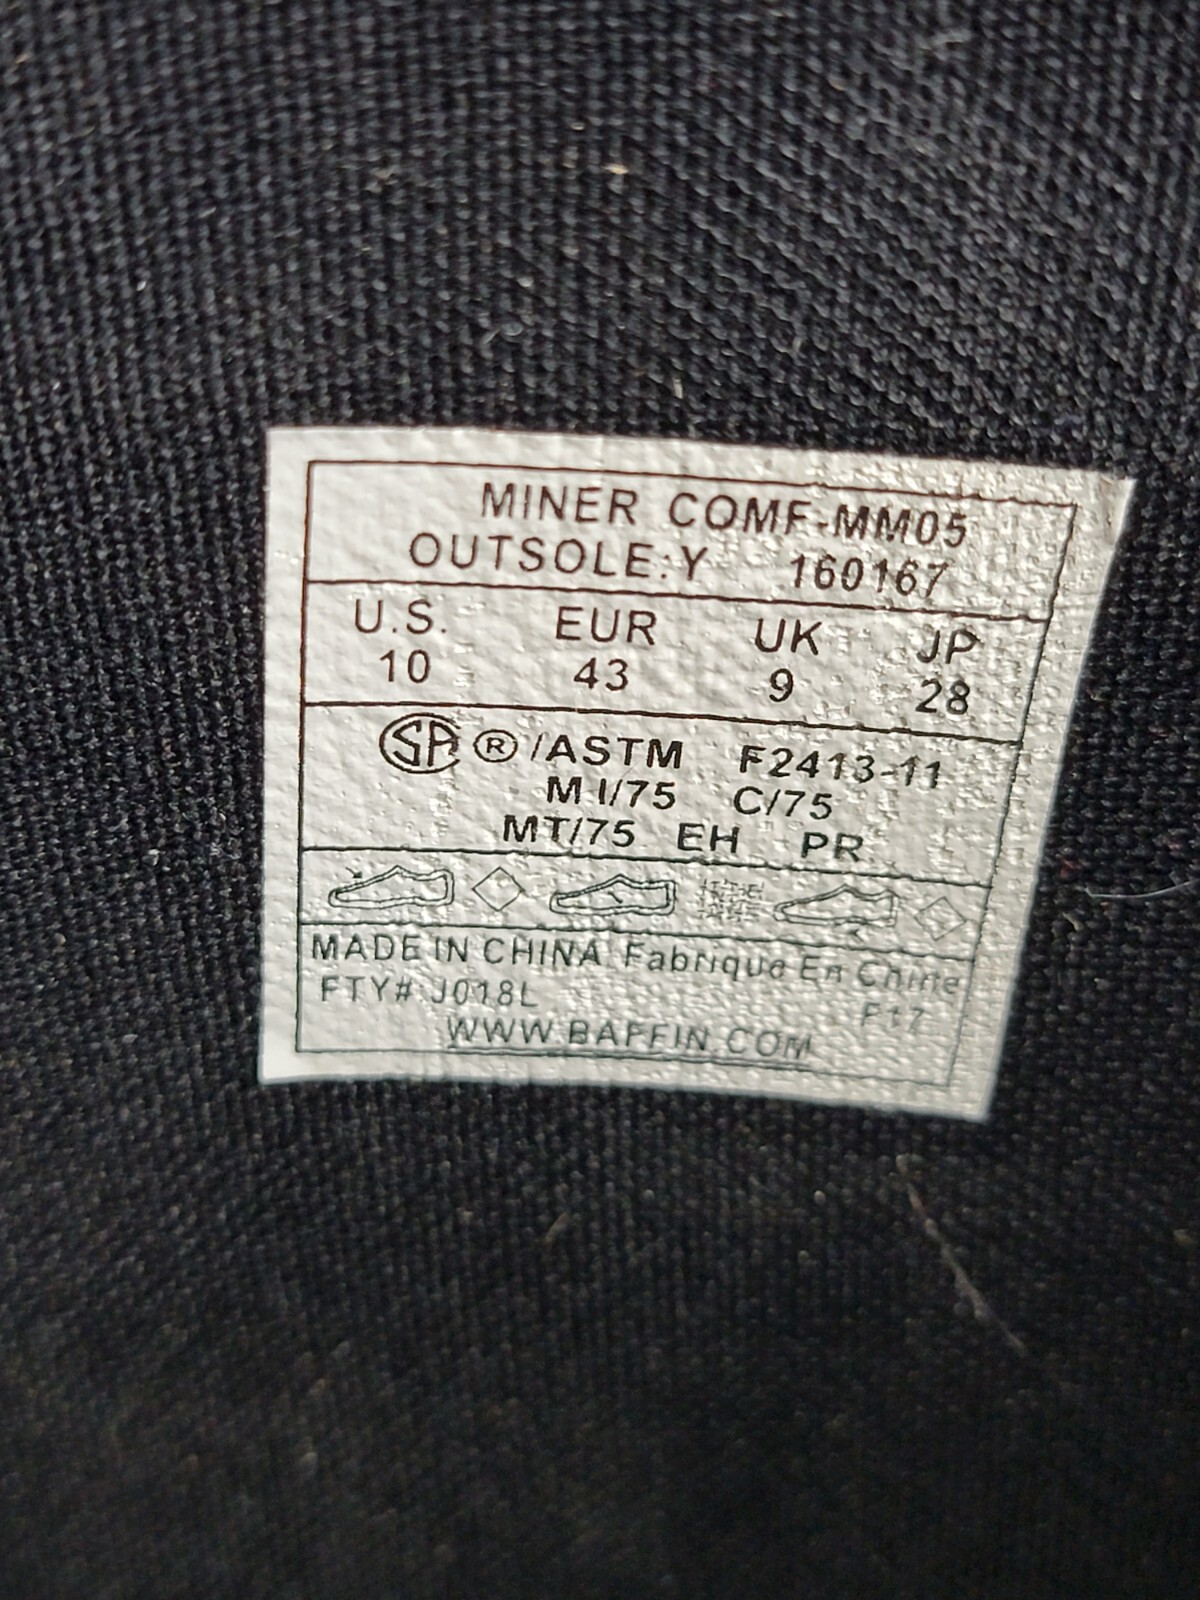 MINER COMF-MM05
OUTSOLE:Y 160167
U.S. EUR UK JP
10 43 9 28
SA ® /ASTM F2413-11
M I/75 C/75
MT/75 EH PR
MADE IN CHINA Fabrique En Chine
FTY# J018L F17
WWW.BAFFIN.COM